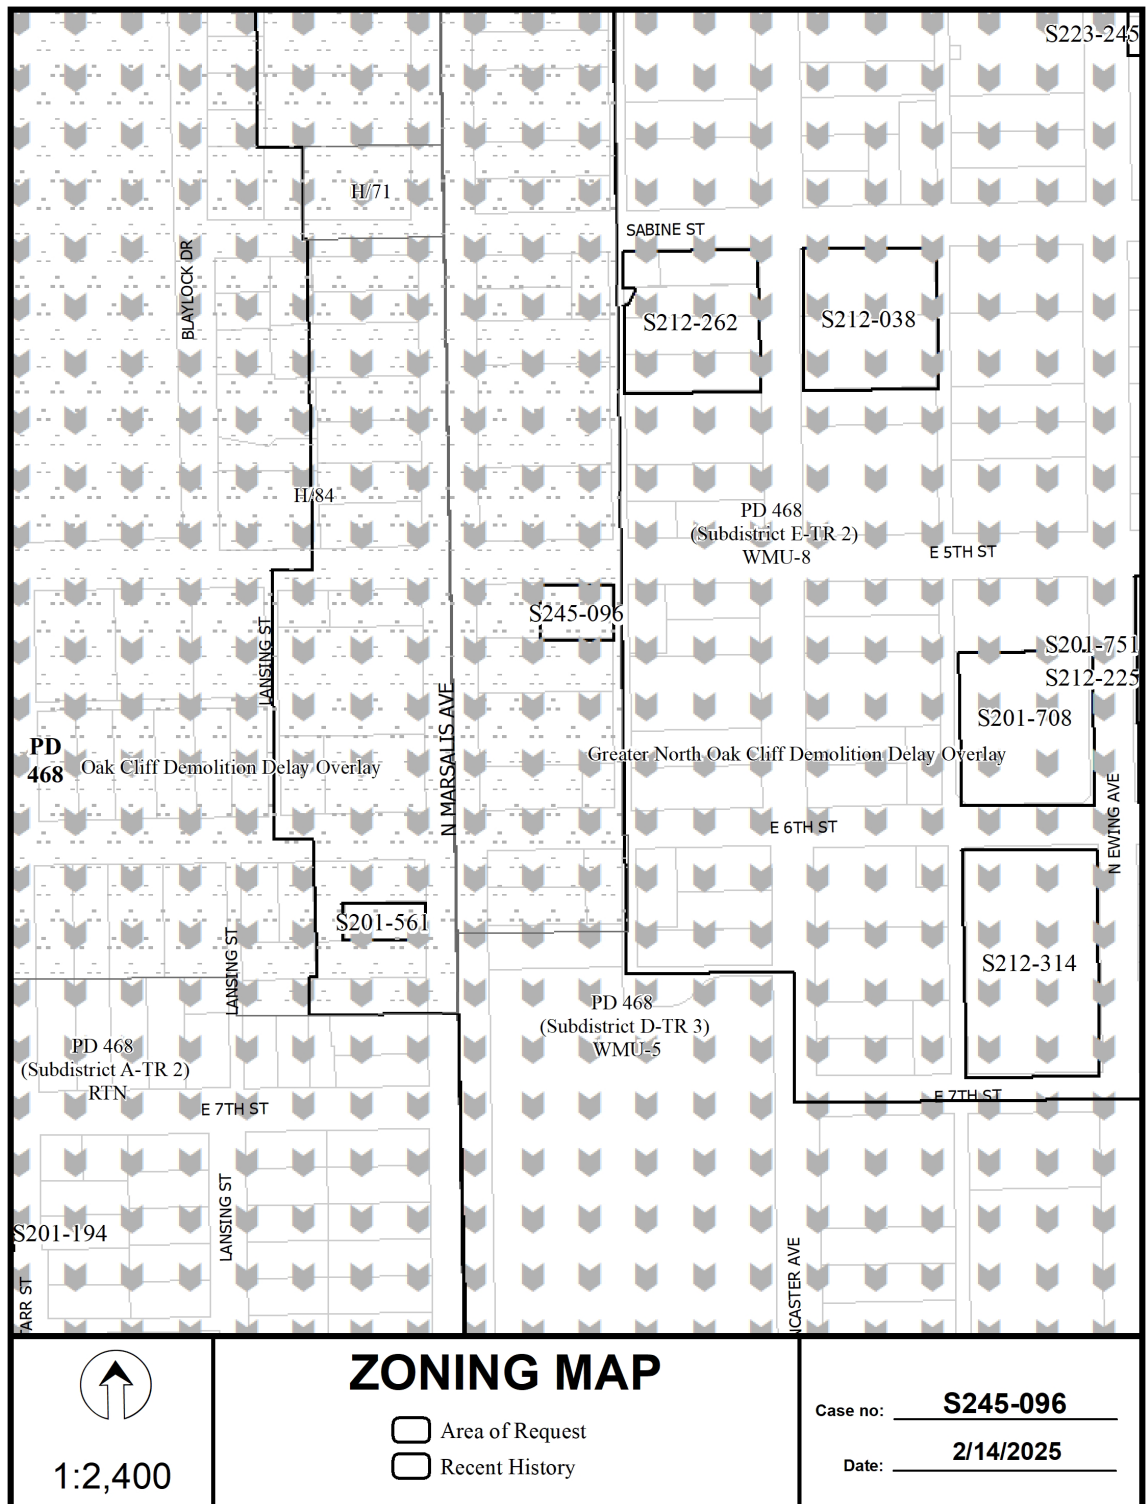 S223-245
H/71
SABINE ST
BLAYLOCK DR
S212-262
S212-038
H/84
PD 468
(Subdistrict E-TR 2)
WMU-8
E 5TH ST
S245-096
LANSING ST
S201-751
S212-225
S201-708
N MARSALIS AVE
PD
468
Oak Cliff Demolition Delay Overlay
Greater North Oak Cliff Demolition Delay Overlay
E 6TH ST
N EWING AVE
S201-561
LANSING ST
S212-314
PD 468
(Subdistrict D-TR 3)
WMU-5
PD 468
(Subdistrict A-TR 2)
RTN
E 7TH ST
E 7TH ST
LANSING ST
S201-194
TARR ST
NCASTER AVE
ZONING MAP
Area of Request
Recent History
1:2,400
Case no: S245-096
Date: 2/14/2025